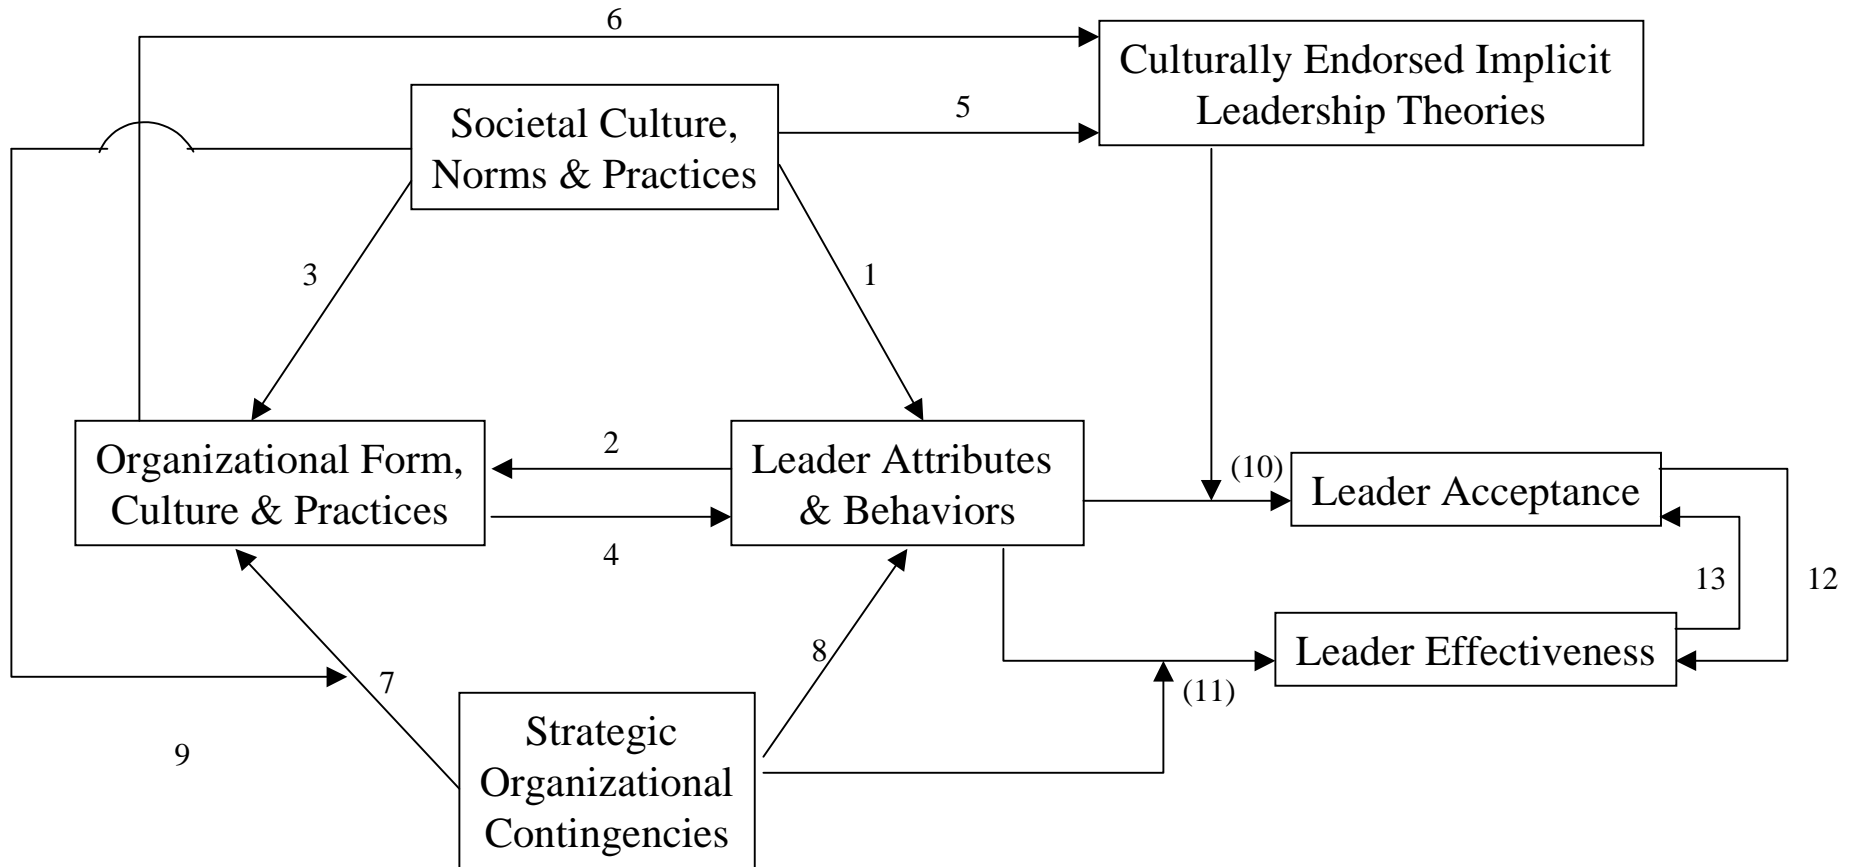 6
Culturally Endorsed Implicit
Leadership Theories
Societal Culture,
Norms & Practices
5
3
1
Organizational Form,
Culture & Practices
2
4
Leader Attributes
& Behaviors
(10)
Leader Acceptance
13
12
8
Leader Effectiveness
7
(11)
9
Strategic
Organizational
Contingencies